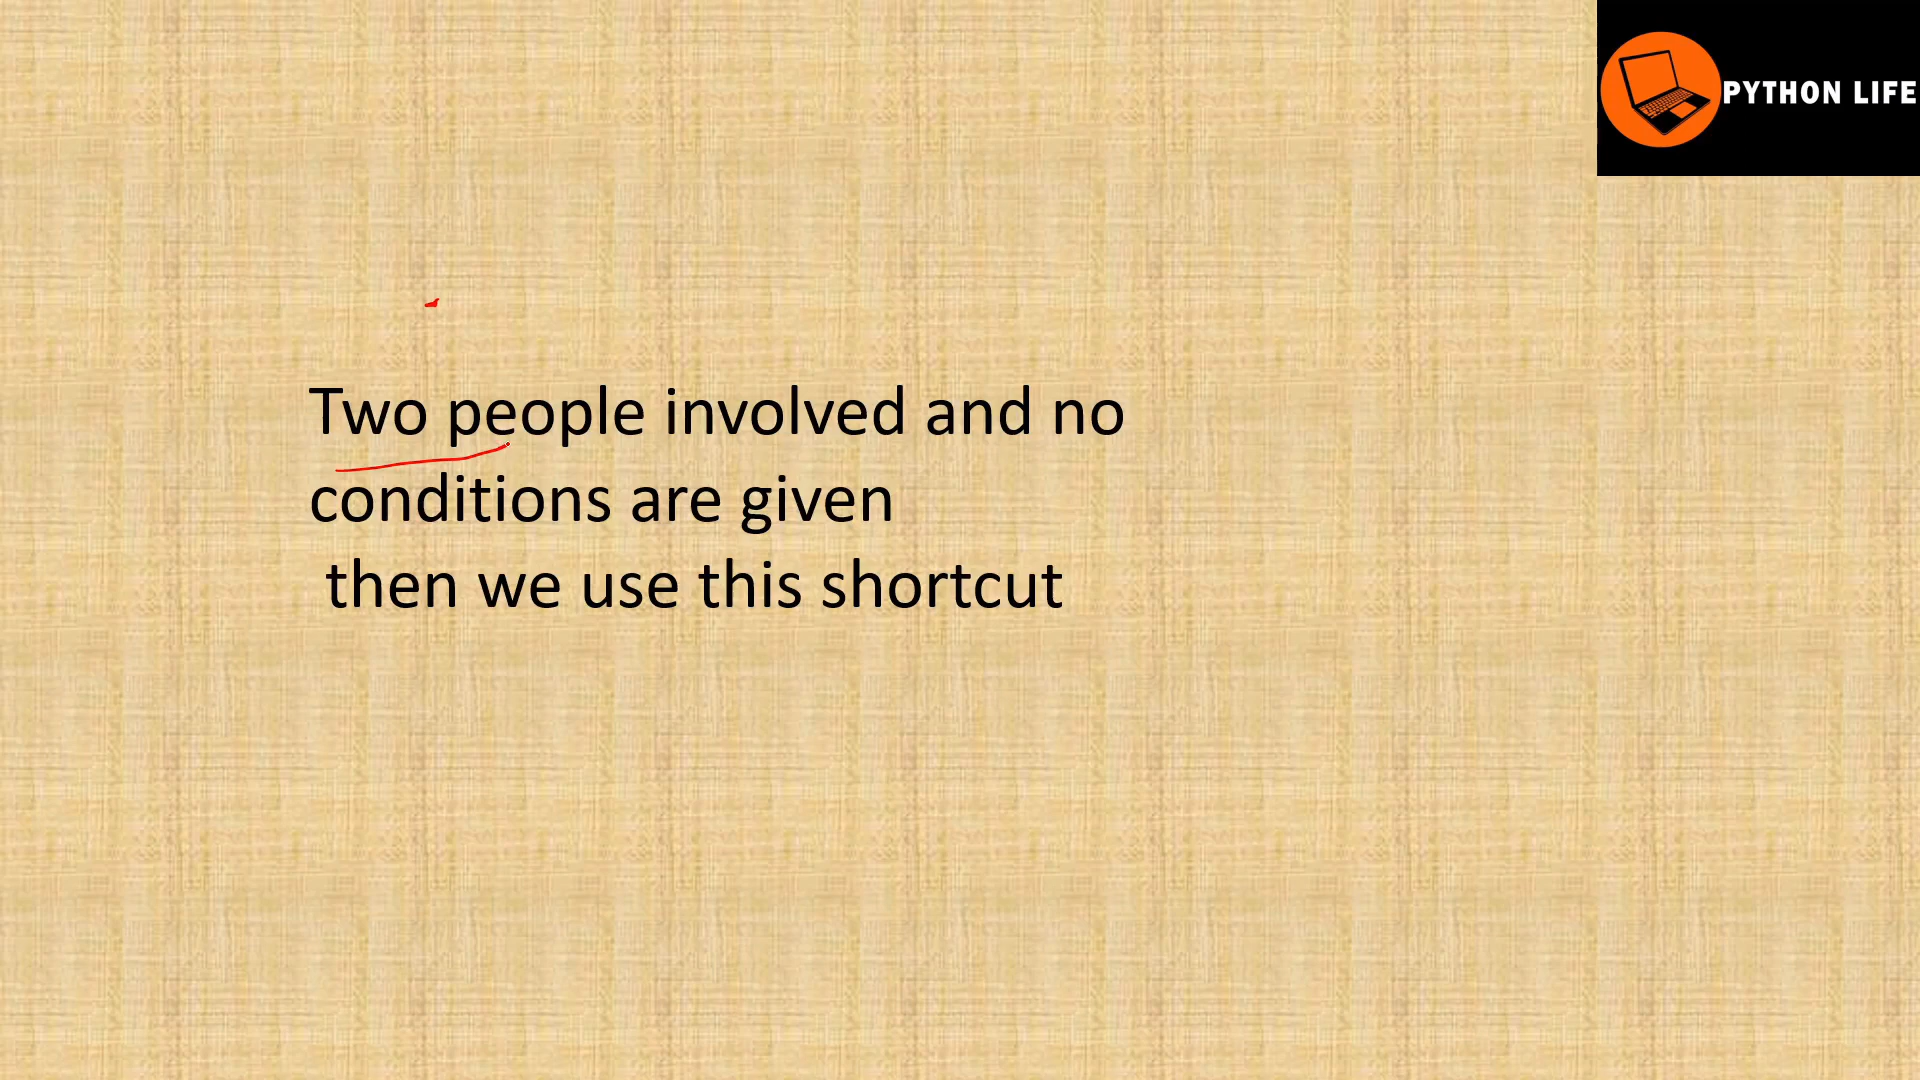 PYTHON LIFE
Two people involved and no
conditions are given
then we use this shortcut